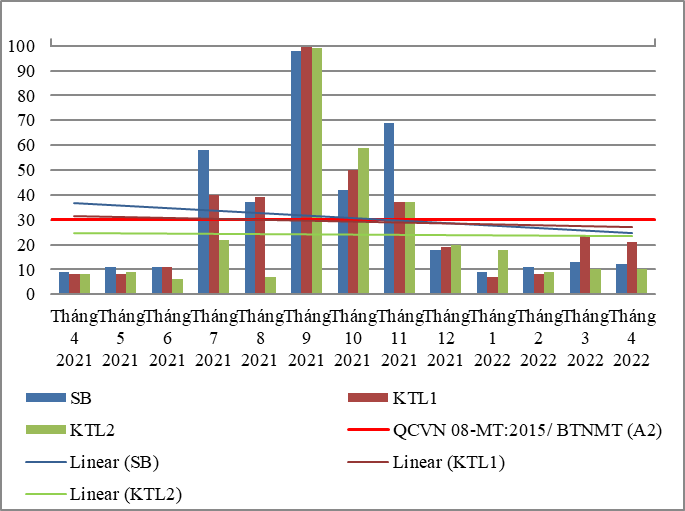 100
90
80
70
60
50
40
30
20
10
0
Tháng Tháng Tháng Tháng Tháng Tháng Tháng Tháng Tháng Tháng Tháng Tháng Tháng
4 5 6 7 8 9 10 11 12 1 2 3 4
2021 2021 2021 2021 2021 2021 2021 2021 2021 2022 2022 2022 2022
SB KTL1
KTL2 QCVN 08-MT:2015/ BTNMT (A2)
Linear (SB) Linear (KTL1)
Linear (KTL2)